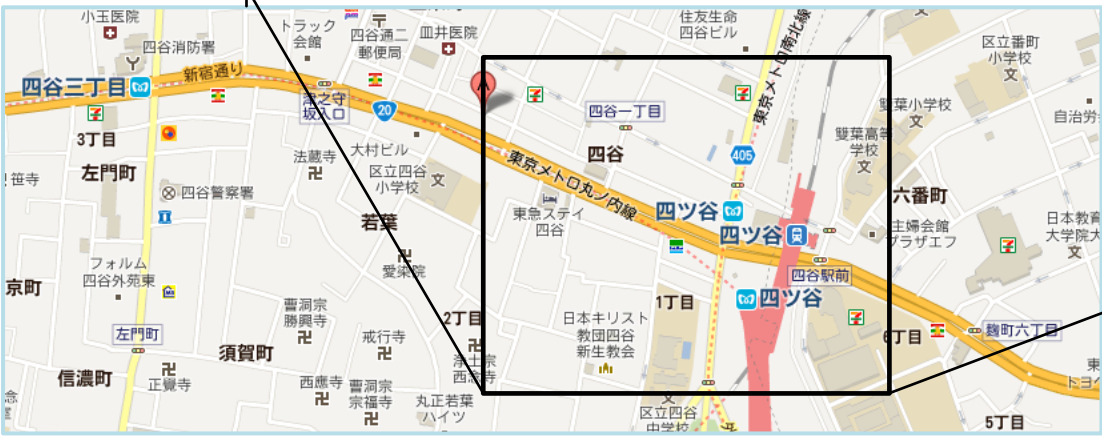 小玉医院
四谷消防署
トラック
会館
四谷通二
郵便局
皿井医院
住友生命
四谷ビル
東京メトロ南北線
区立番町
小学校
四谷三丁目
新宿通り
津之守
坂入口
20
四谷一丁目
雙葉小学校
自治労
3丁目
法蔵寺
大村ビル
四谷
405
雙葉高等
学校
左門町
笹寺
四谷警察署
区立四谷
小学校
東京メトロ丸ノ内線
六番町
若葉
東急ステイ
四谷
四ツ谷
四ツ谷
主婦会館
プラザエフ
日本教育
大学院大
フォルム
四谷外苑東
愛染院
四谷駅前
京町
曹洞宗
勝興寺
2丁目
日本キリスト
教団四谷
新生教会
1丁目
四ツ谷
6丁目
麹町六丁目
左門町
戒行寺
須賀町
浄土宗
西念寺
信濃町
正覺寺
西應寺
曹洞宗
宗福寺
丸正若葉
ハイツ
区立四谷
中学校
東
トヨペ
5丁目